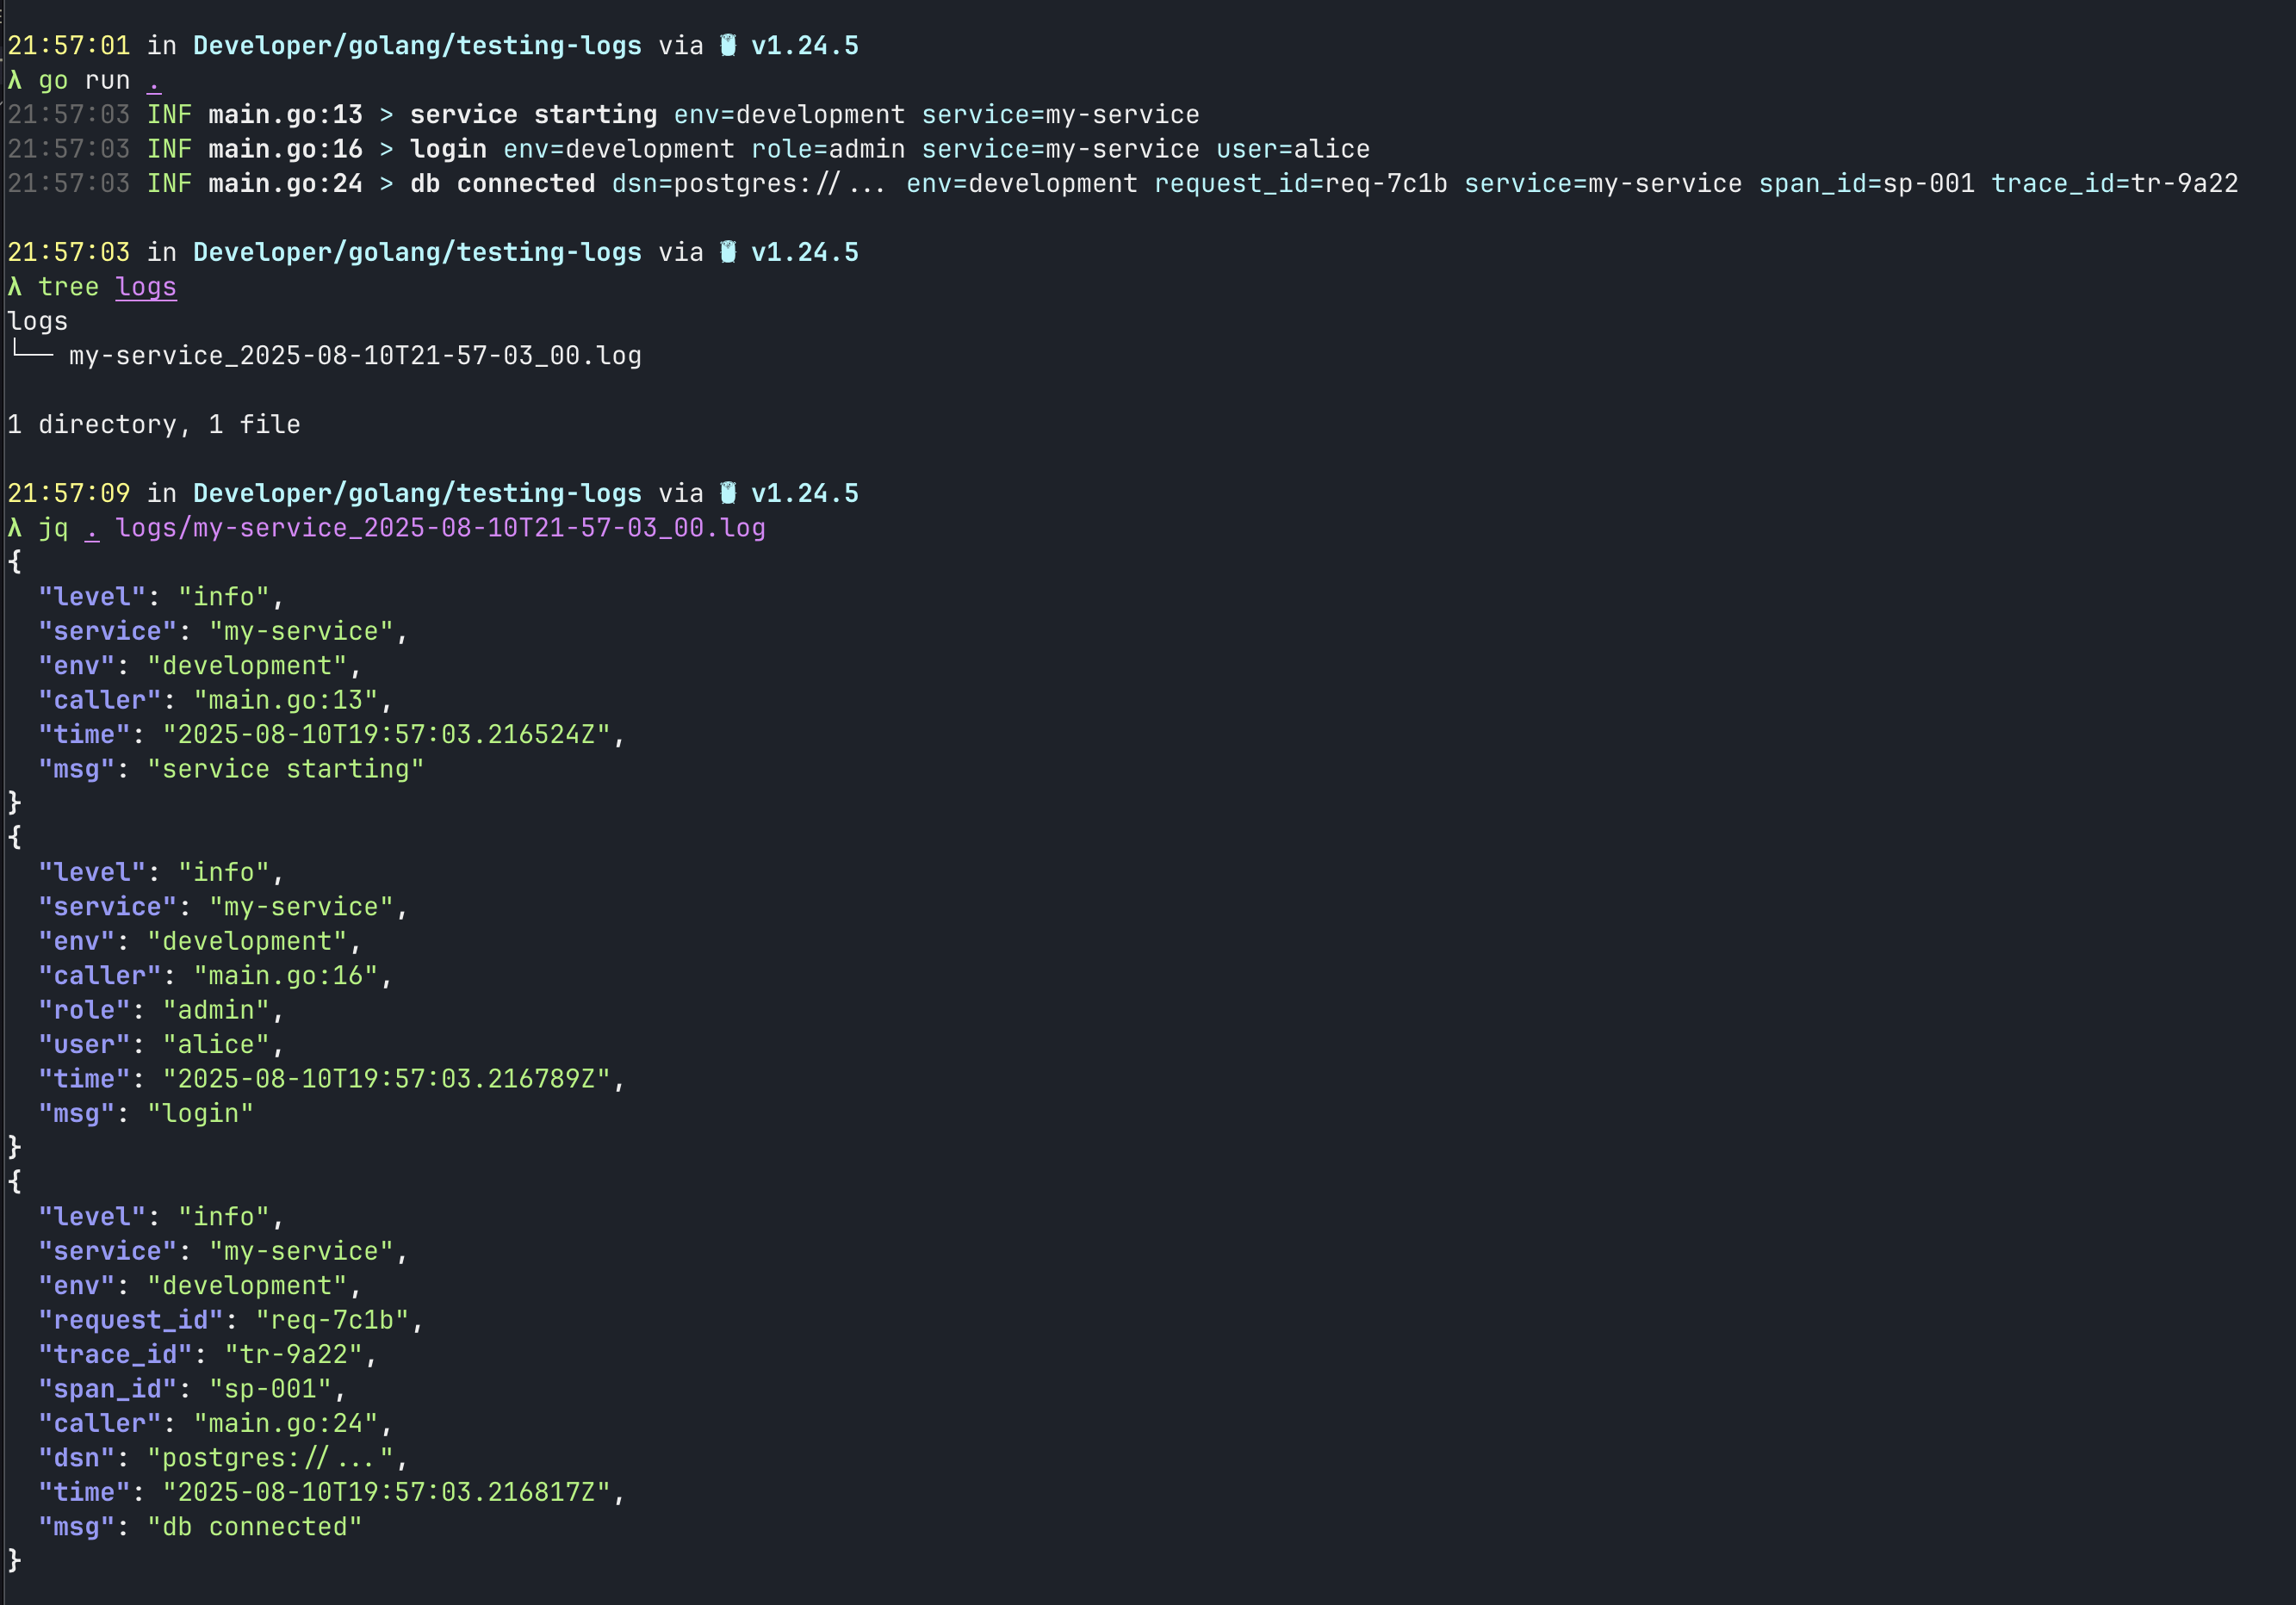 21:57:01 in Developer/golang/testing-logs via v1.24.5
λ go run .
21:57:03 INF main.go:13 > service starting env=development service=my-service
21:57:03 INF main.go:16 > login env=development role=admin service=my-service user=alice
21:57:03 INF main.go:24 > db connected dsn=postgres://... env=development request_id=req-7c1b service=my-service span_id=sp-001 trace_id=tr-9a22
21:57:03 in Developer/golang/testing-logs via v1.24.5
λ tree logs
logs
└── my-service_2025-08-10T21-57-03_00.log
1 directory, 1 file
21:57:09 in Developer/golang/testing-logs via v1.24.5
λ jq . logs/my-service_2025-08-10T21-57-03_00.log
{
  "level": "info",
  "service": "my-service",
  "env": "development",
  "caller": "main.go:13",
  "time": "2025-08-10T19:57:03.216524Z",
  "msg": "service starting"
}
{
  "level": "info",
  "service": "my-service",
  "env": "development",
  "caller": "main.go:16",
  "role": "admin",
  "user": "alice",
  "time": "2025-08-10T19:57:03.216789Z",
  "msg": "login"
}
{
  "level": "info",
  "service": "my-service",
  "env": "development",
  "request_id": "req-7c1b",
  "trace_id": "tr-9a22",
  "span_id": "sp-001",
  "caller": "main.go:24",
  "dsn": "postgres://...",
  "time": "2025-08-10T19:57:03.216817Z",
  "msg": "db connected"
}